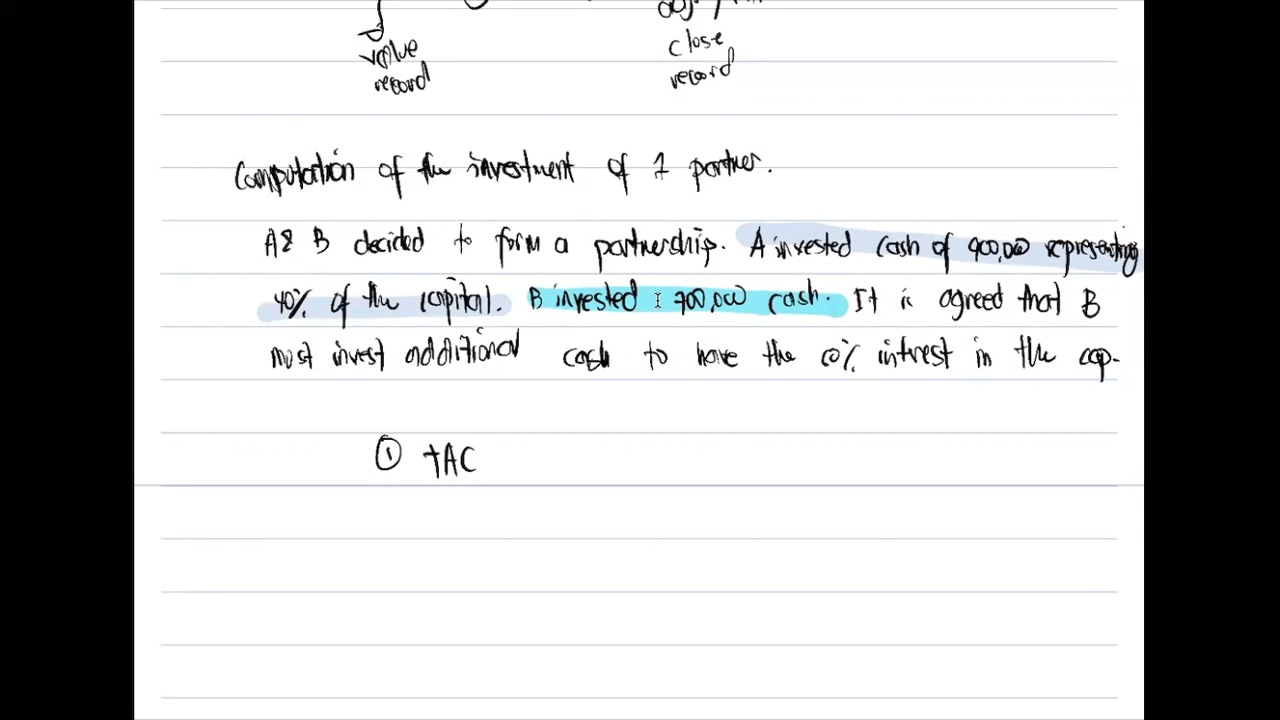 value close
record record
Computation of the investment of 1 partner.
A & B decided to form a partnership. A invested cash of 900,000 representing
40% of the capital. B invested 700,000 cash. It is agreed that B
must invest additional cash to have the 60% intrest in the cap.
① TAC